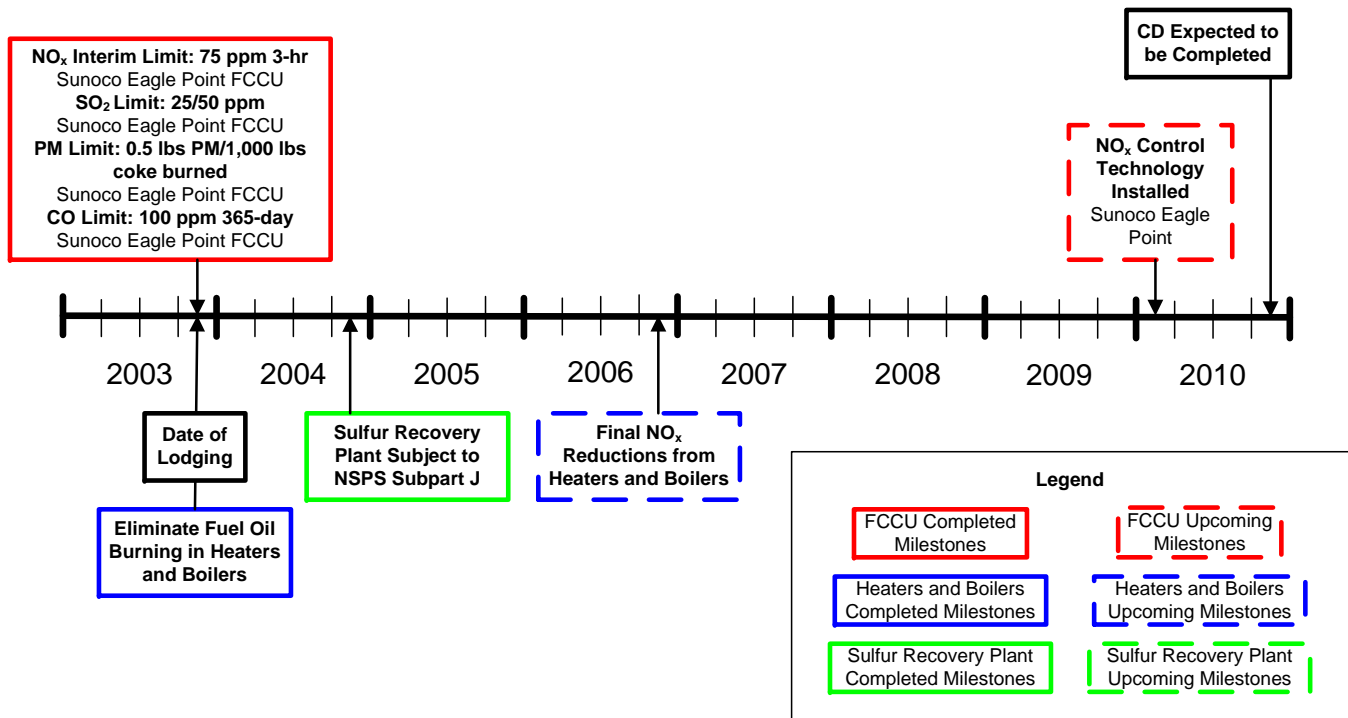 NOₓ Interim Limit: 75 ppm 3-hr
Sunoco Eagle Point FCCU
SO₂ Limit: 25/50 ppm
Sunoco Eagle Point FCCU
PM Limit: 0.5 lbs PM/1,000 lbs
coke burned
Sunoco Eagle Point FCCU
CO Limit: 100 ppm 365-day
Sunoco Eagle Point FCCU
CD Expected to
be Completed
NOₓ Control
Technology
Installed
Sunoco Eagle
Point
2003
2004
2005
2006
2007
2008
2009
2010
Date of
Lodging
Eliminate Fuel Oil
Burning in Heaters
and Boilers
Sulfur Recovery
Plant Subject to
NSPS Subpart J
Final NOₓ
Reductions from
Heaters and Boilers
Legend
FCCU Completed
Milestones
FCCU Upcoming
Milestones
Heaters and Boilers
Completed Milestones
Heaters and Boilers
Upcoming Milestones
Sulfur Recovery Plant
Completed Milestones
Sulfur Recovery Plant
Upcoming Milestones